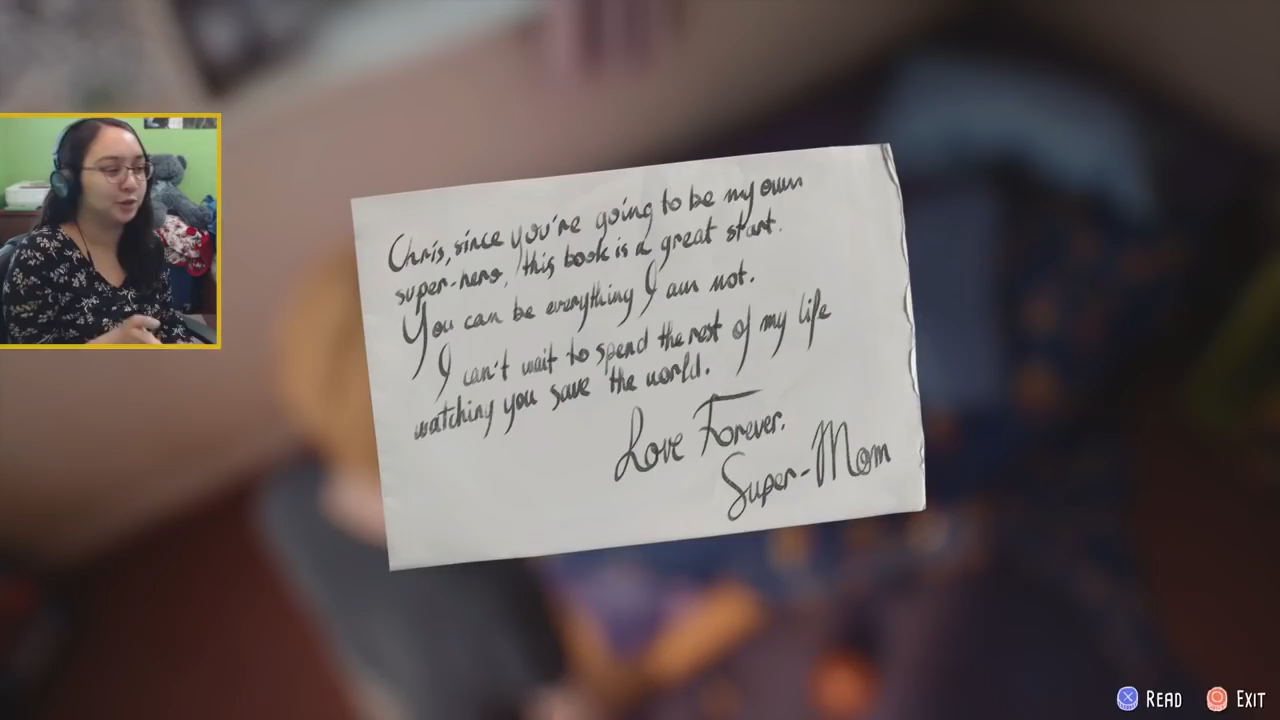 Chris, since you're going to be my own
super-hero, this book is a great start.
You can be everything I am not.
I can't wait to spend the rest of my life
watching you save the world.
Love Forever.
Super-Mom
READ
EXIT